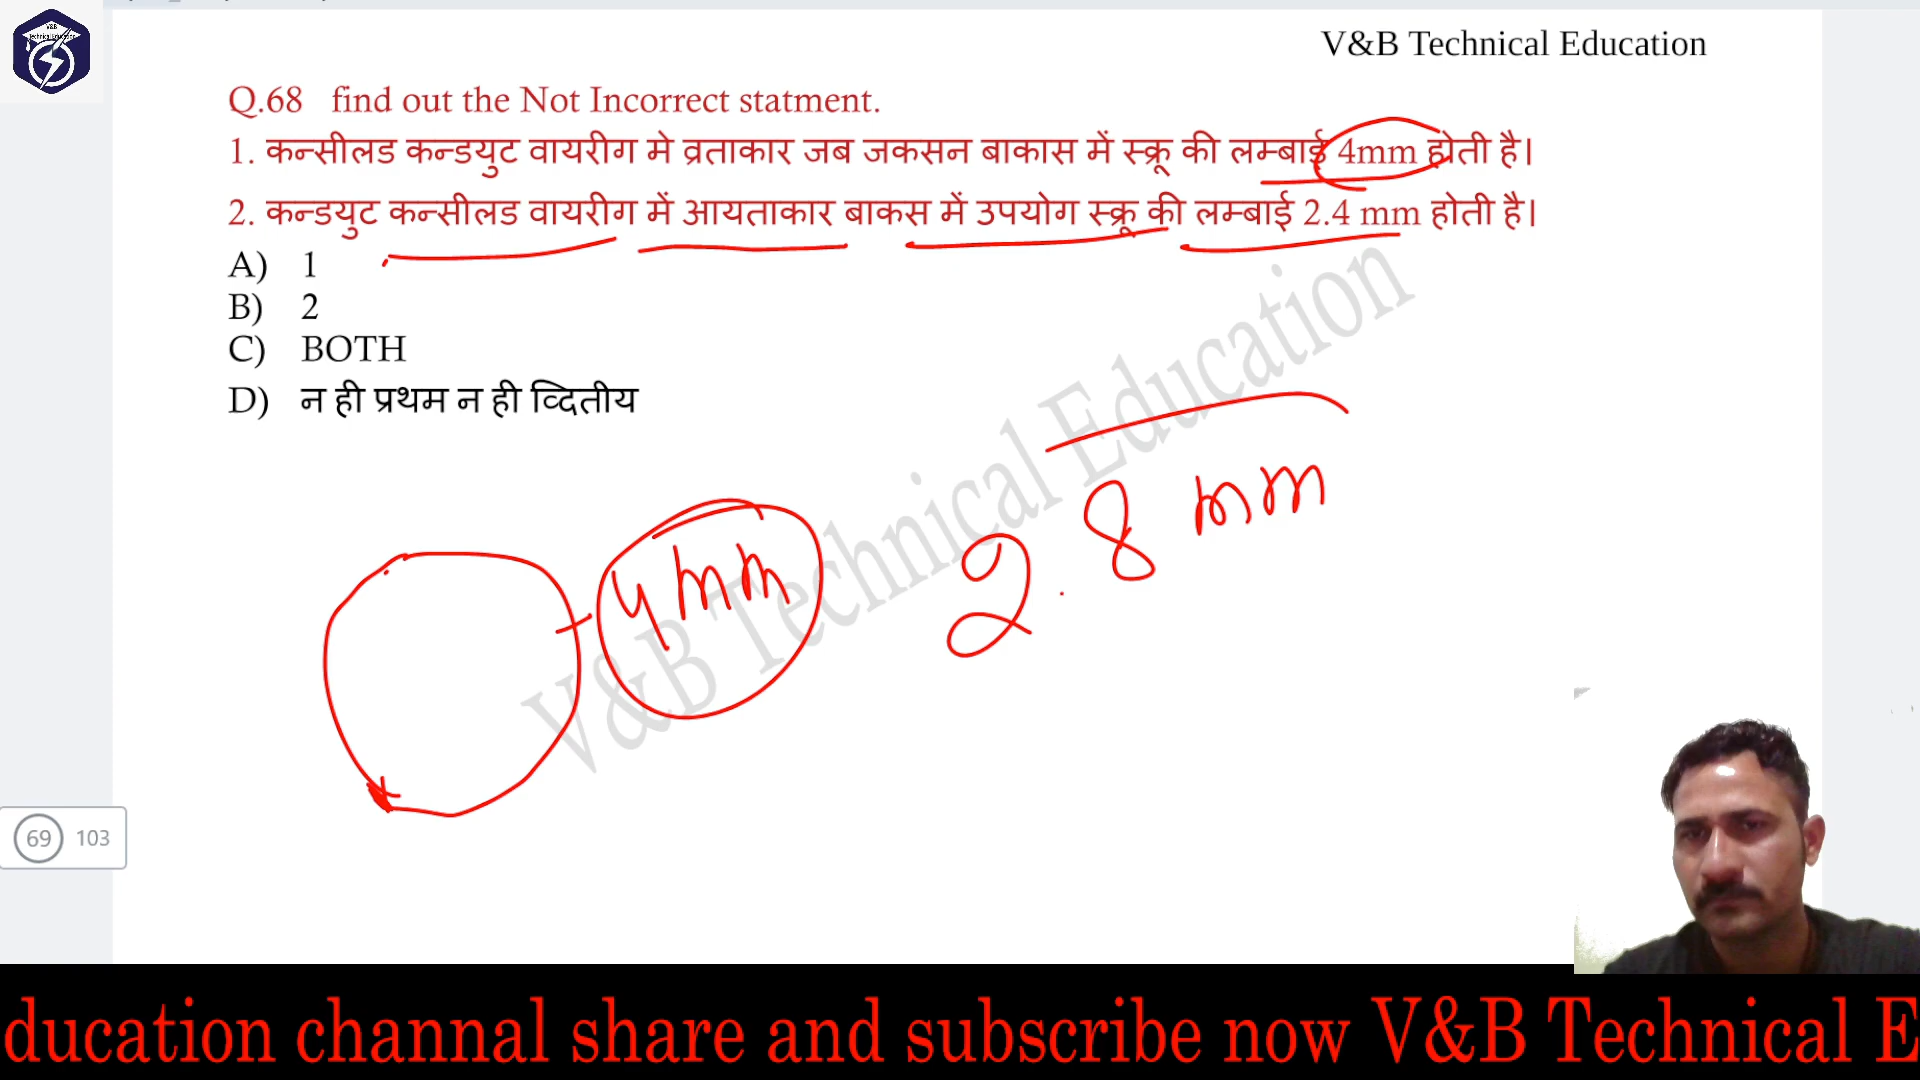 V&B Technical Education
Q.68 find out the Not Incorrect statment.
1. कन्सीलड कन्डयुट वायरीग मे व्रताकार जब जकसन बाकास में स्क्रू की लम्बाई 4mm होती है।
2. कन्डयुट कन्सीलड वायरीग में आयताकार बाकस में उपयोग स्क्रू की लम्बाई 2.4 mm होती है।
A) 1
B) 2
C) BOTH
D) न ही प्रथम न ही व्दितीय
4mm
2.8 mm
V&B Technical Education
69 103
ducation channal share and subscribe now V&B Technical E